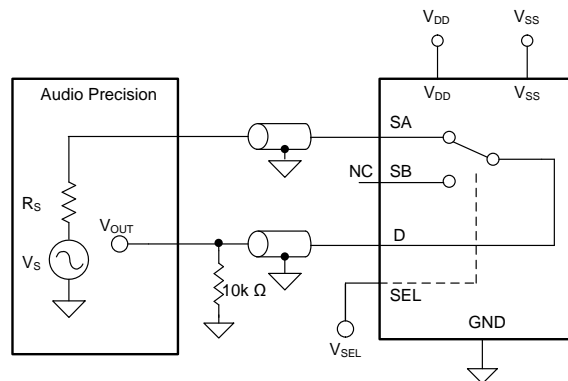 V_DD V_SS
Audio Precision
V_DD V_SS
SA
NC SB
R_S
V_OUT
D
V_S
10k Ω
SEL
GND
V_SEL